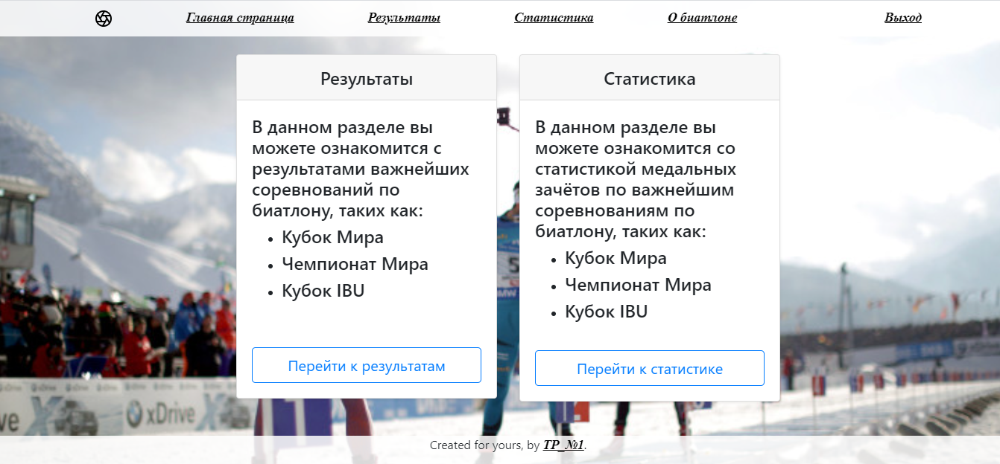 Главная страница Результаты Статистика О биатлоне Выход
Результаты
В данном разделе вы
можете ознакомится с
результатами важнейших
соревнований по
биатлону, таких как:
Кубок Мира
Чемпионат Мира
Кубок IBU
Перейти к результатам
Статистика
В данном разделе вы
можете ознакомится со
статистикой медальных
зачётов по важнейшим
соревнованиям по
биатлону, таких как:
Кубок Мира
Чемпионат Мира
Кубок IBU
Перейти к статистике
xDrive
1
Created for yours, by TP_№1.